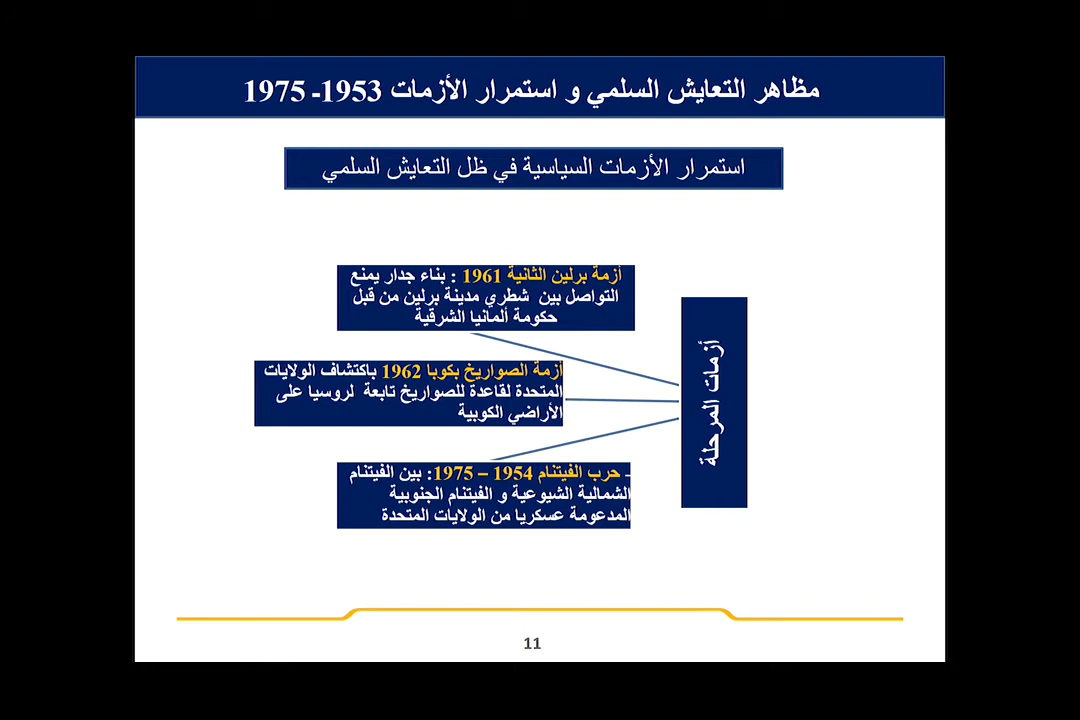 مظاهر التعايش السلمي و استمرار الأزمات 1953- 1975
استمرار الأزمات السياسية في ظل التعايش السلمي
أزمات المرحلة
أزمة برلين الثانية 1961 : بناء جدار يمنع
التواصل بين شطري مدينة برلين من قبل
حكومة ألمانيا الشرقية
أزمة الصواريخ بكوبا 1962 باكتشاف الولايات
المتحدة لقاعدة للصواريخ تابعة لروسيا على
الأراضي الكوبية
- حرب الفيتنام 1954 – 1975: بين الفيتنام
الشمالية الشيوعية و الفيتنام الجنوبية
المدعومة عسكريا من الولايات المتحدة
11